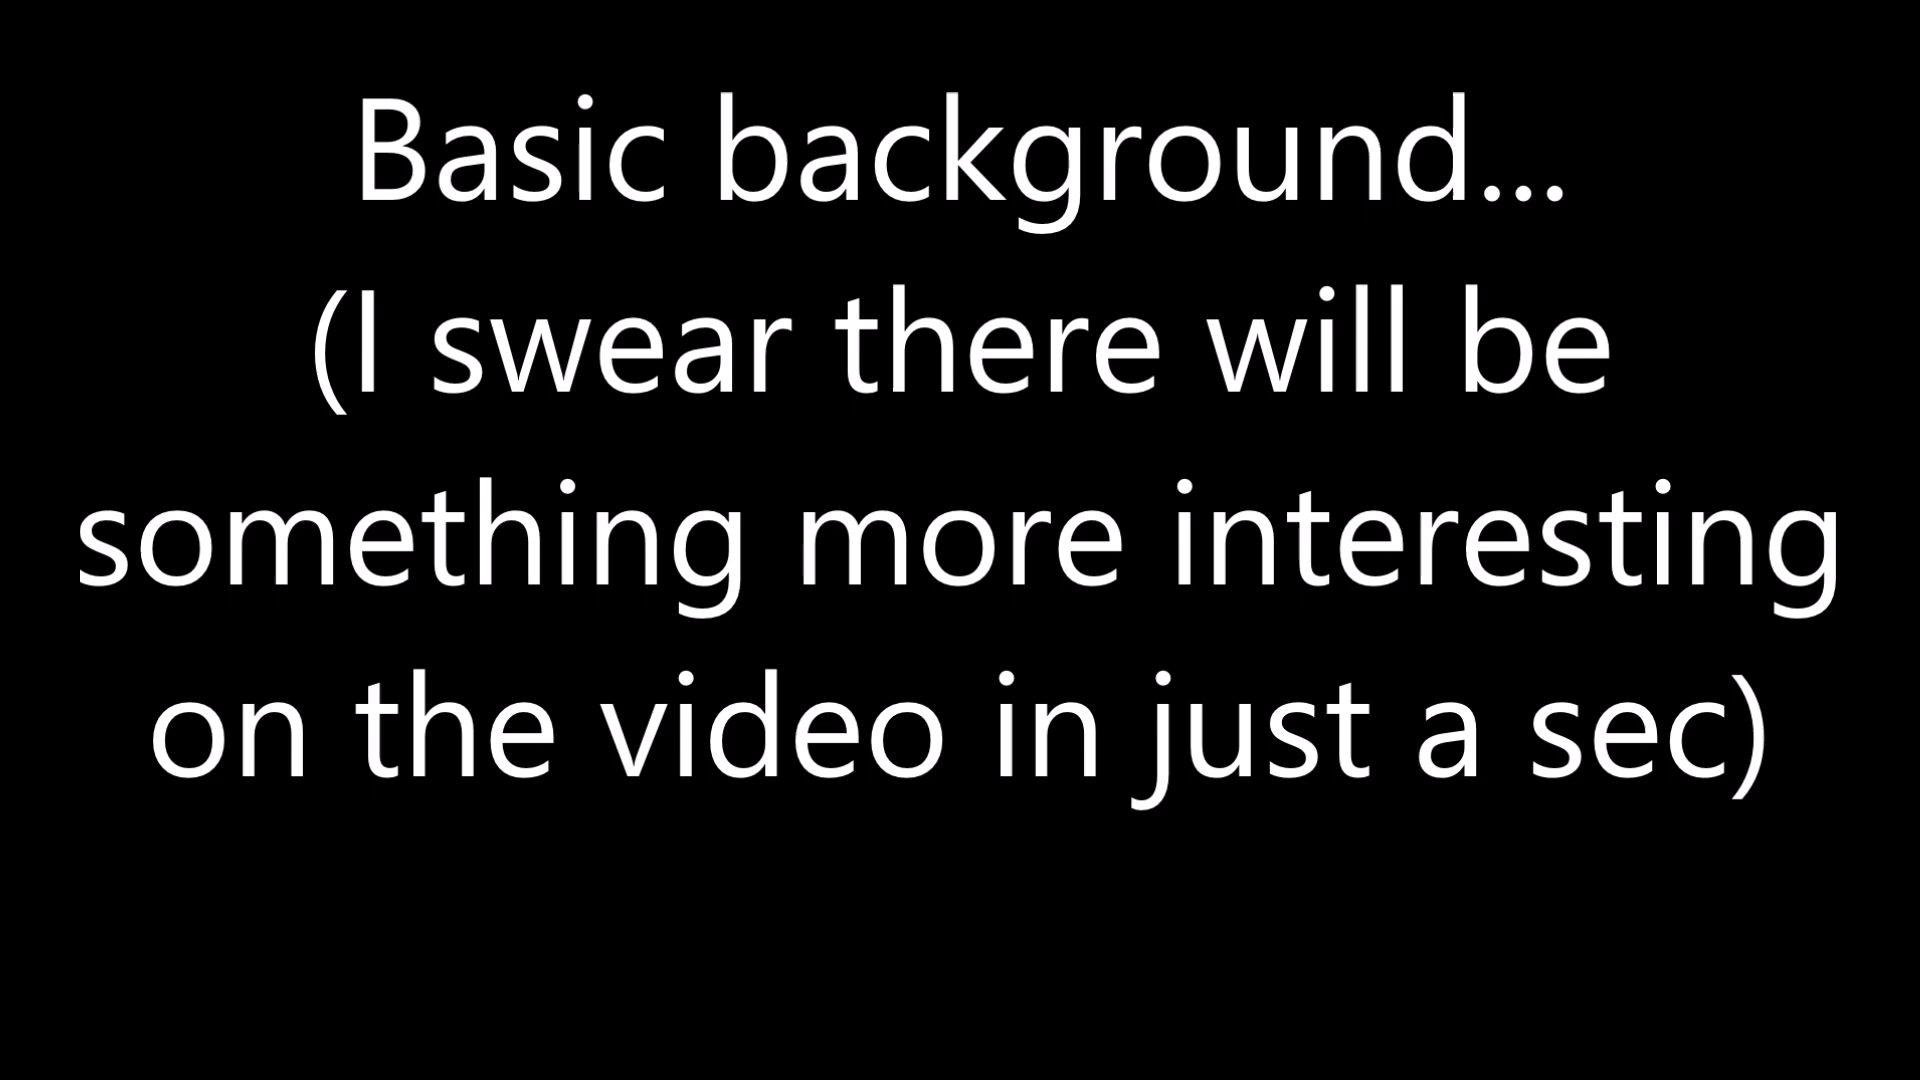 Basic background...
(I swear there will be
something more interesting
on the video in just a sec)